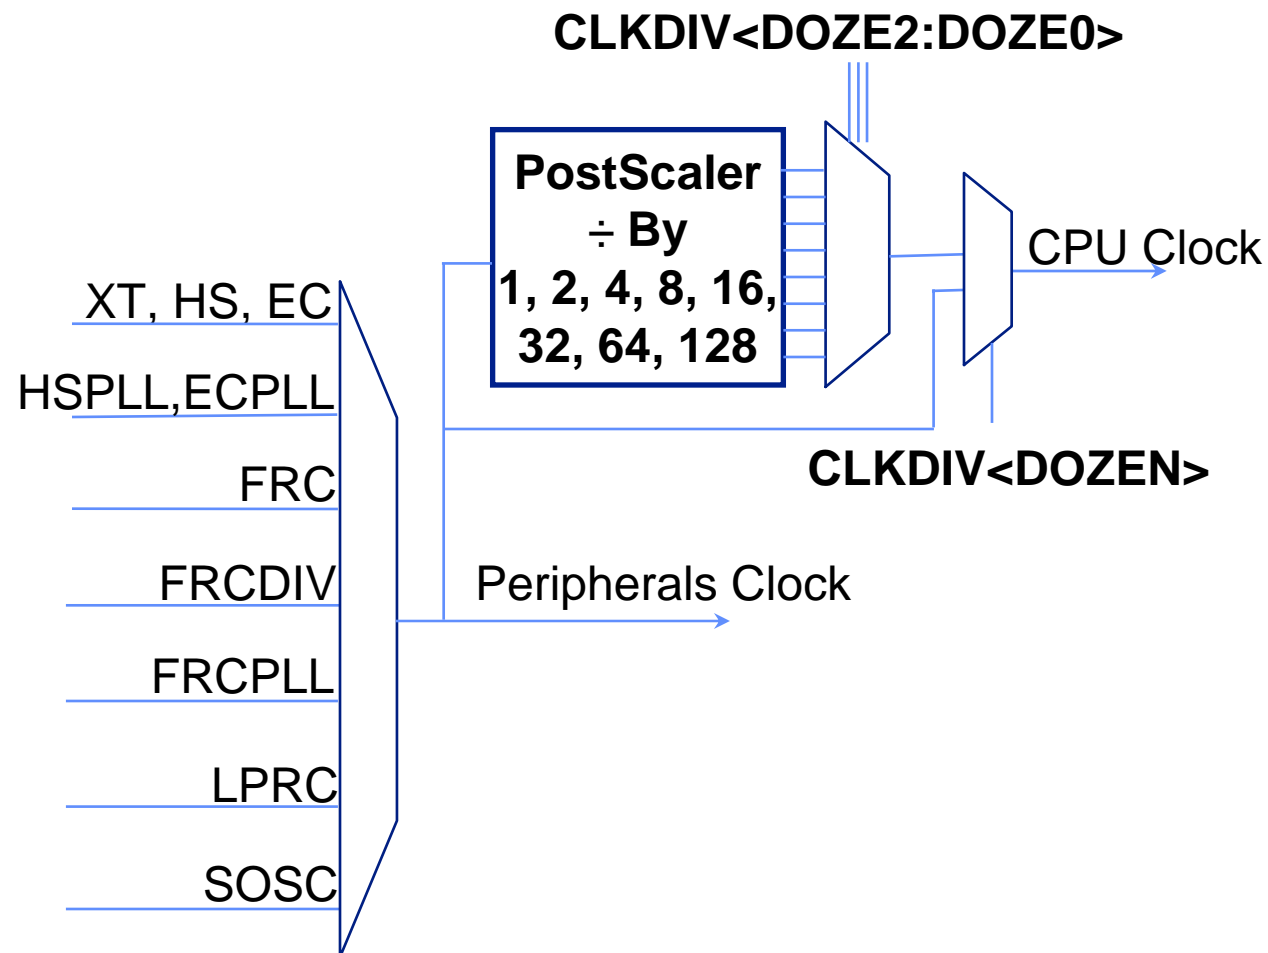 CLKDIV<DOZE2:DOZE0>
PostScaler
÷ By
1, 2, 4, 8, 16,
32, 64, 128
CPU Clock
XT, HS, EC
HSPLL,ECPLL
CLKDIV<DOZEN>
FRC
FRCDIV
Peripherals Clock
FRCPLL
LPRC
SOSC